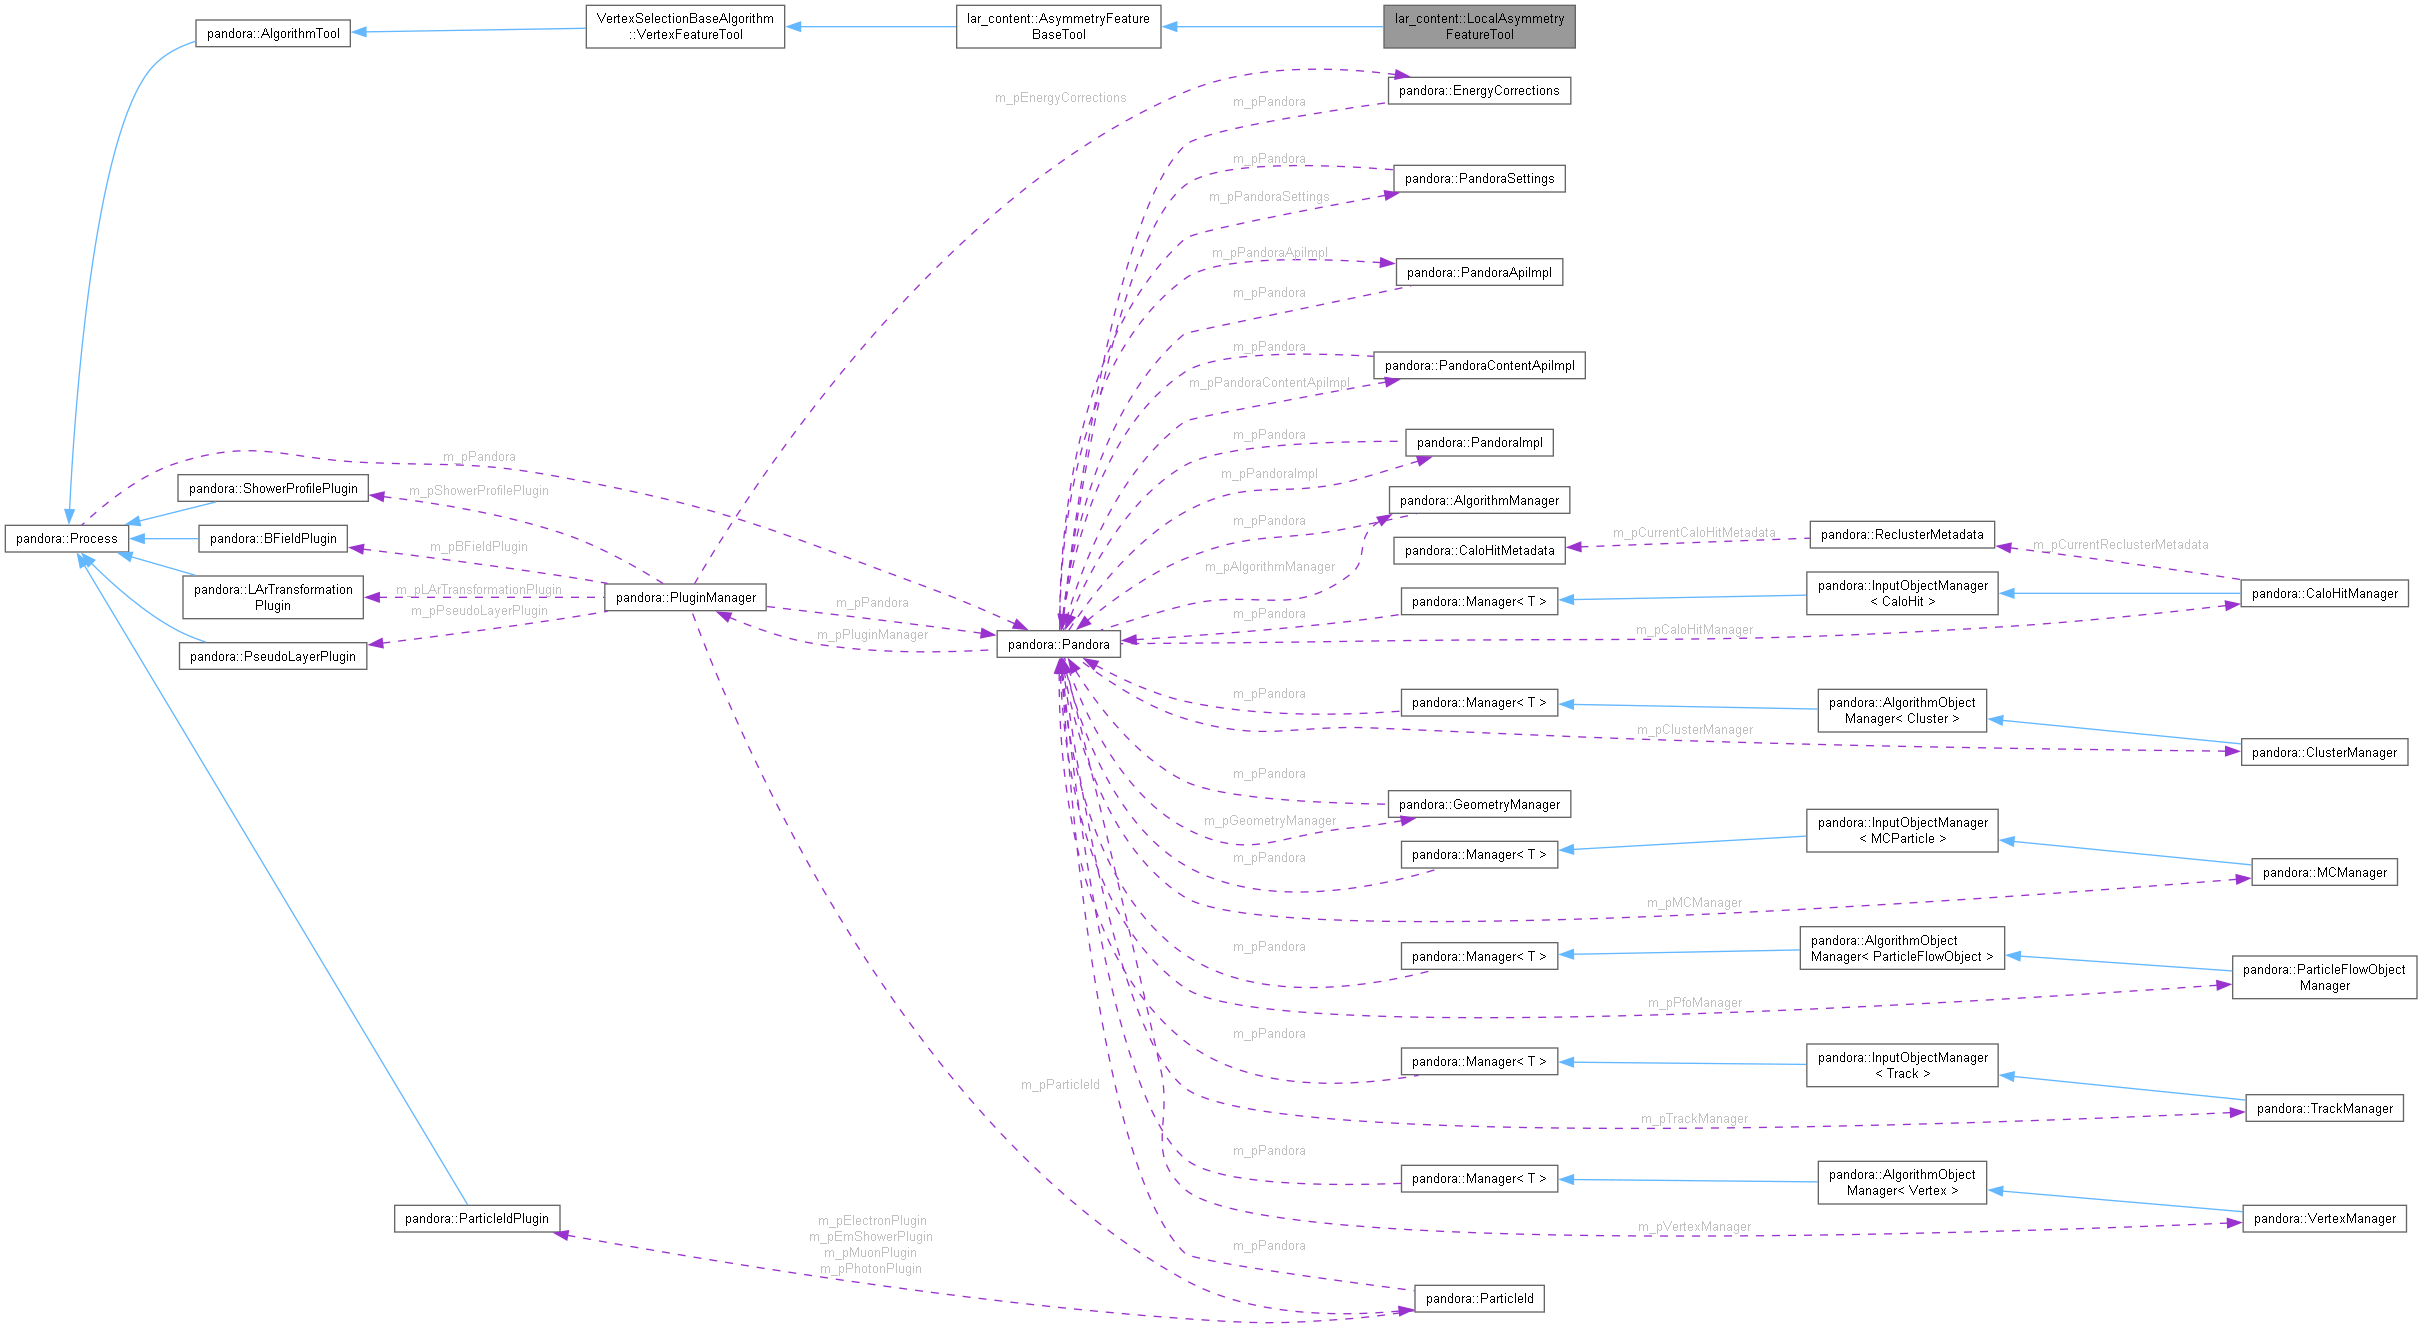 lar_content::LocalAsymmetry
FeatureTool
lar_content::AsymmetryFeature
BaseTool
VertexSelectionBaseAlgorithm
::VertexFeatureTool
pandora::AlgorithmTool
m_pEnergyCorrections
pandora::EnergyCorrections
m_pPandora
m_pPandora
pandora::PandoraSettings
m_pPandoraSettings
m_pPandoraApiImpl
pandora::PandoraApiImpl
m_pPandora
m_pPandora
pandora::PandoraContentApiImpl
m_pPandoraContentApiImpl
m_pPandora
pandora::PandoraImpl
m_pPandoraImpl
m_pPandora
m_pShowerProfilePlugin
pandora::ShowerProfilePlugin
pandora::AlgorithmManager
m_pPandora
m_pAlgorithmManager
pandora::Process
pandora::BFieldPlugin
m_pBFieldPlugin
pandora::CaloHitMetadata
m_pCurrentCaloHitMetadata
pandora::ReclusterMetadata
m_pCurrentReclusterMetadata
pandora::LArTransformation
Plugin
m_pLArTransformationPlugin
m_pPseudoLayerPlugin
pandora::PluginManager
m_pPandora
m_pPluginManager
m_pPandora
pandora::Manager< T >
pandora::InputObjectManager
< CaloHit >
pandora::CaloHitManager
m_pCaloHitManager
pandora::PseudoLayerPlugin
pandora::Pandora
m_pPandora
pandora::Manager< T >
pandora::AlgorithmObject
Manager< Cluster >
m_pClusterManager
pandora::ClusterManager
m_pPandora
pandora::GeometryManager
m_pGeometryManager
m_pPandora
pandora::Manager< T >
pandora::InputObjectManager
< MCParticle >
pandora::MCManager
m_pMCManager
m_pPandora
pandora::Manager< T >
pandora::AlgorithmObject
Manager< ParticleFlowObject >
pandora::ParticleFlowObject
Manager
m_pPfoManager
m_pPandora
pandora::Manager< T >
pandora::InputObjectManager
< Track >
m_pParticleId
pandora::TrackManager
m_pTrackManager
m_pPandora
pandora::Manager< T >
pandora::AlgorithmObject
Manager< Vertex >
pandora::VertexManager
m_pVertexManager
pandora::ParticleIdPlugin
m_pElectronPlugin
m_pEmShowerPlugin
m_pMuonPlugin
m_pPhotonPlugin
m_pPandora
pandora::ParticleId